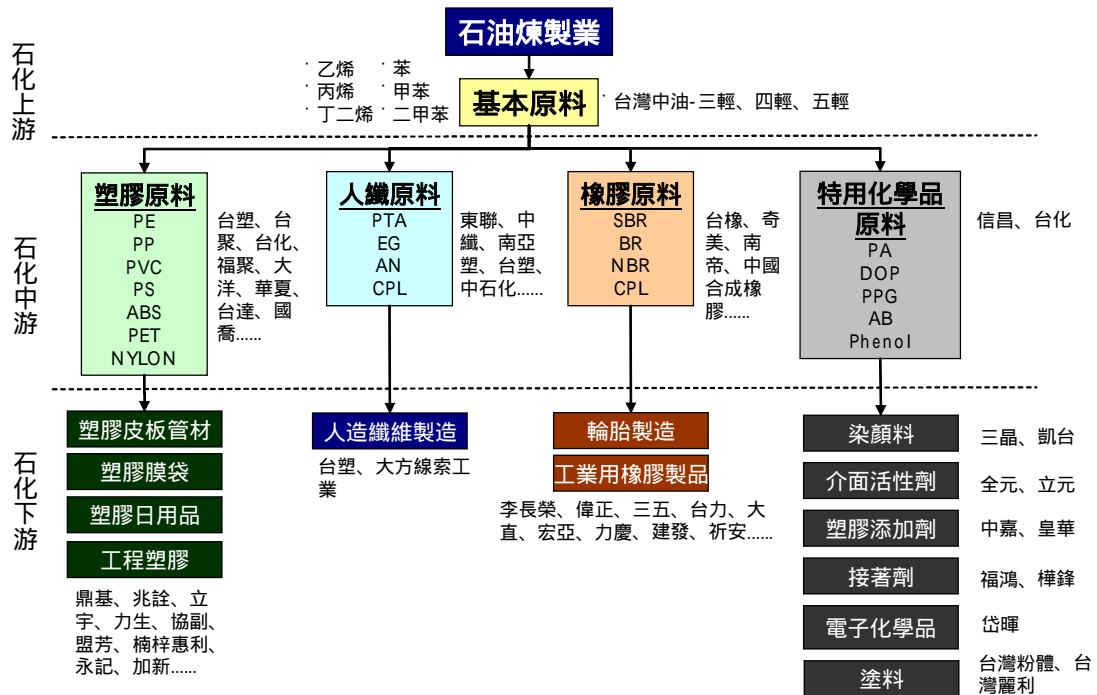 石油煉製業
石化上游
˙乙烯 ˙苯
˙丙烯 ˙甲苯
˙丁二烯 ˙二甲苯
基本原料
˙台灣中油-三輕、四輕、五輕
石化中游
塑膠原料
PE
PP
PVC
PS
ABS
PET
NYLON
台塑、台
聚、台化、
福聚、大
洋、華夏、
台達、國
喬......
人纖原料
PTA
EG
AN
CPL
東聯、中
纖、南亞
塑、台塑、
中石化......
橡膠原料
SBR
BR
NBR
CPL
台橡、奇
美、南
帝、中國
合成橡
膠......
特用化學品
原料
PA
DOP
PPG
AB
Phenol
信昌、台化
石化下游
塑膠皮板管材
塑膠膜袋
塑膠日用品
工程塑膠
鼎基、兆詮、立
宇、力生、協副、
盟芳、楠梓惠利、
永記、加新......
人造纖維製造
台塑、大方線索工
業
輪胎製造
工業用橡膠製品
李長榮、偉正、三五、台力、大
直、宏亞、力慶、建發、祈安......
染顏料
三晶、凱台
介面活性劑
全元、立元
塑膠添加劑
中嘉、皇華
接著劑
福鴻、樺鋒
電子化學品
岱暉
塗料
台灣粉體、台
灣麗利